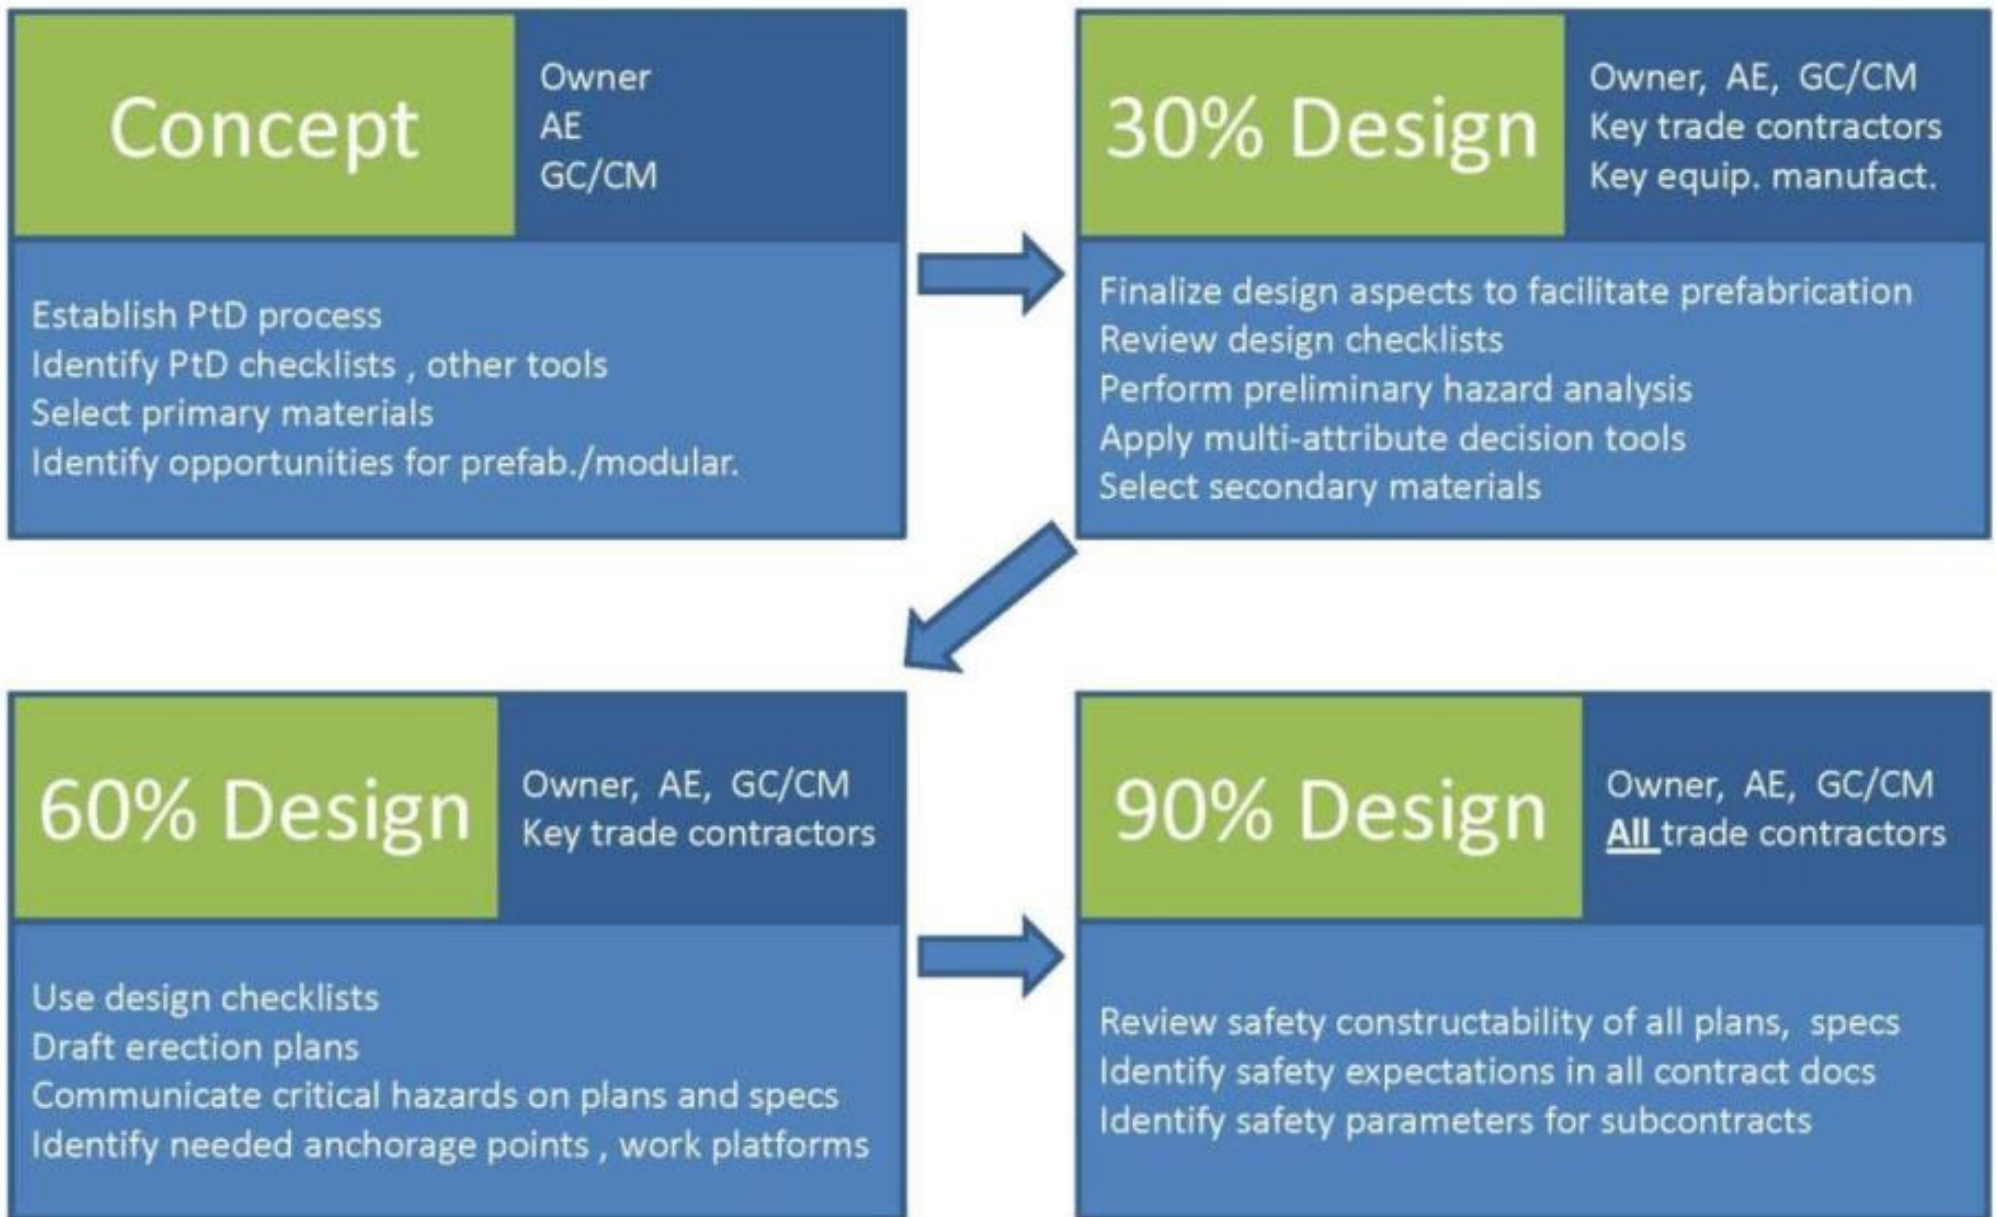 Concept
Owner
AE
GC/CM
Establish PtD process
Identify PtD checklists , other tools
Select primary materials
Identify opportunities for prefab./modular.
30% Design
Owner, AE, GC/CM
Key trade contractors
Key equip. manufact.
Finalize design aspects to facilitate prefabrication
Review design checklists
Perform preliminary hazard analysis
Apply multi-attribute decision tools
Select secondary materials
60% Design
Owner, AE, GC/CM
Key trade contractors
Use design checklists
Draft erection plans
Communicate critical hazards on plans and specs
Identify needed anchorage points , work platforms
90% Design
Owner, AE, GC/CM
All trade contractors
Review safety constructability of all plans, specs
Identify safety expectations in all contract docs
Identify safety parameters for subcontracts